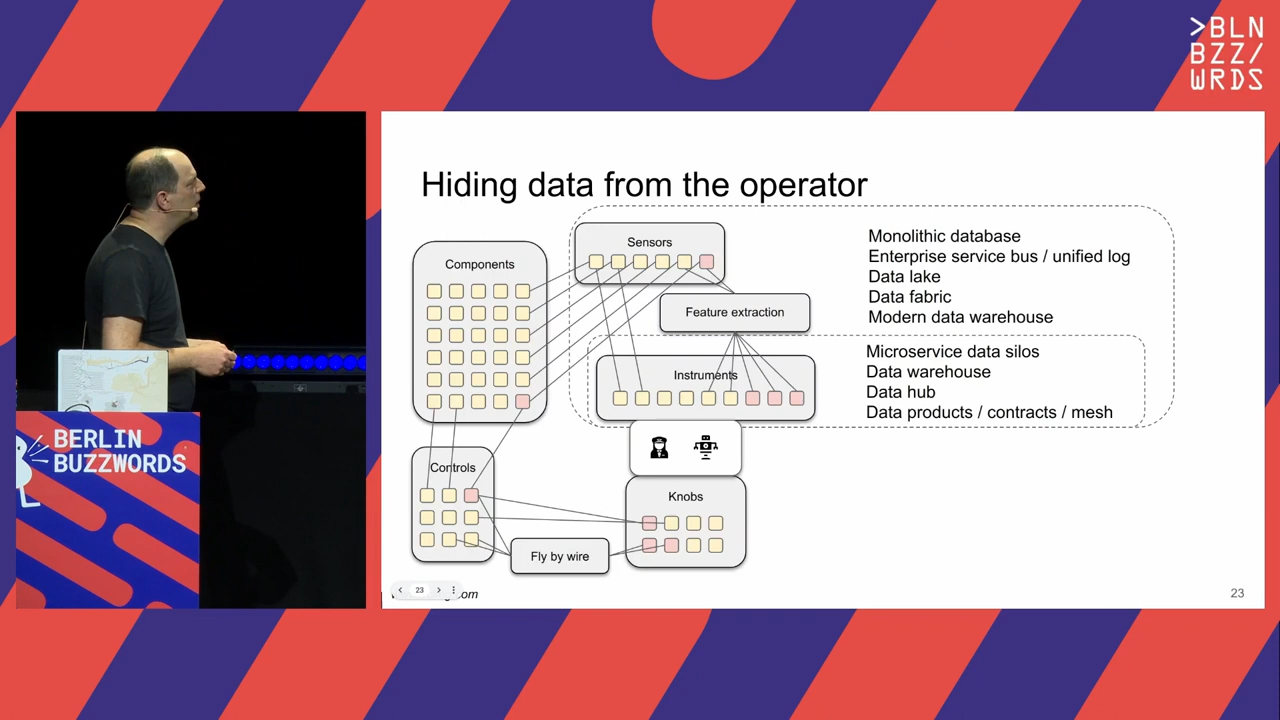 >BLN
BZZ/
WRDS
Hiding data from the operator
Sensors
Components
Feature extraction
Instruments
Controls
Knobs
Fly by wire
Monolithic database
Enterprise service bus / unified log
Data lake
Data fabric
Modern data warehouse
Microservice data silos
Data warehouse
Data hub
Data products / contracts / mesh
BERLIN
BUZZWORDS
23
23